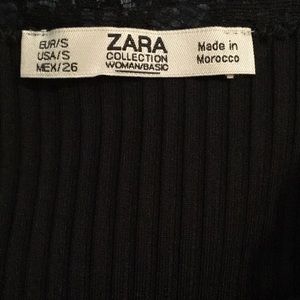 EUR/S
USA/S
MEX/26
ZARA
COLLECTION
WOMAN/BASIC
Made in
Morocco